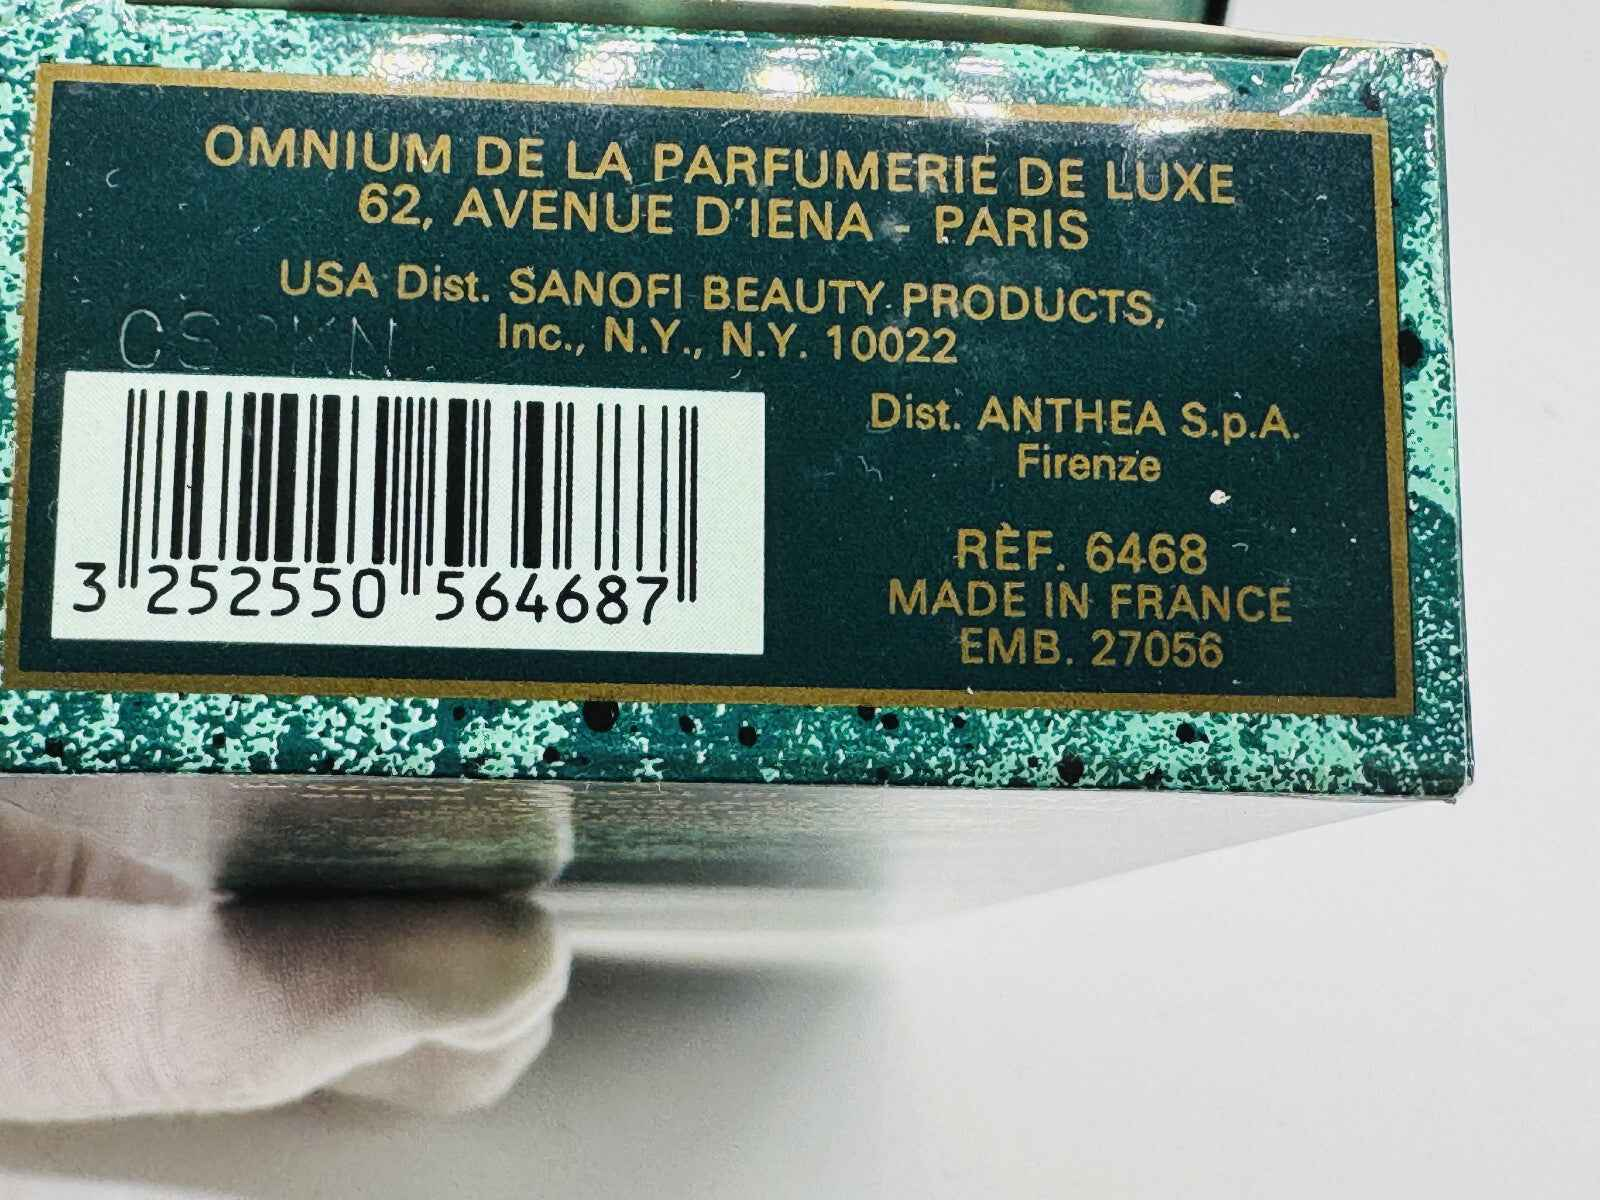 OMNIUM DE LA PARFUMERIE DE LUXE
62, AVENUE D'IENA - PARIS
USA Dist. SANOFI BEAUTY PRODUCTS,
Inc., N.Y., N.Y. 10022
Dist. ANTHEA S.p.A.
Firenze
RÈF. 6468
MADE IN FRANCE
EMB. 27056
3 252550 564687